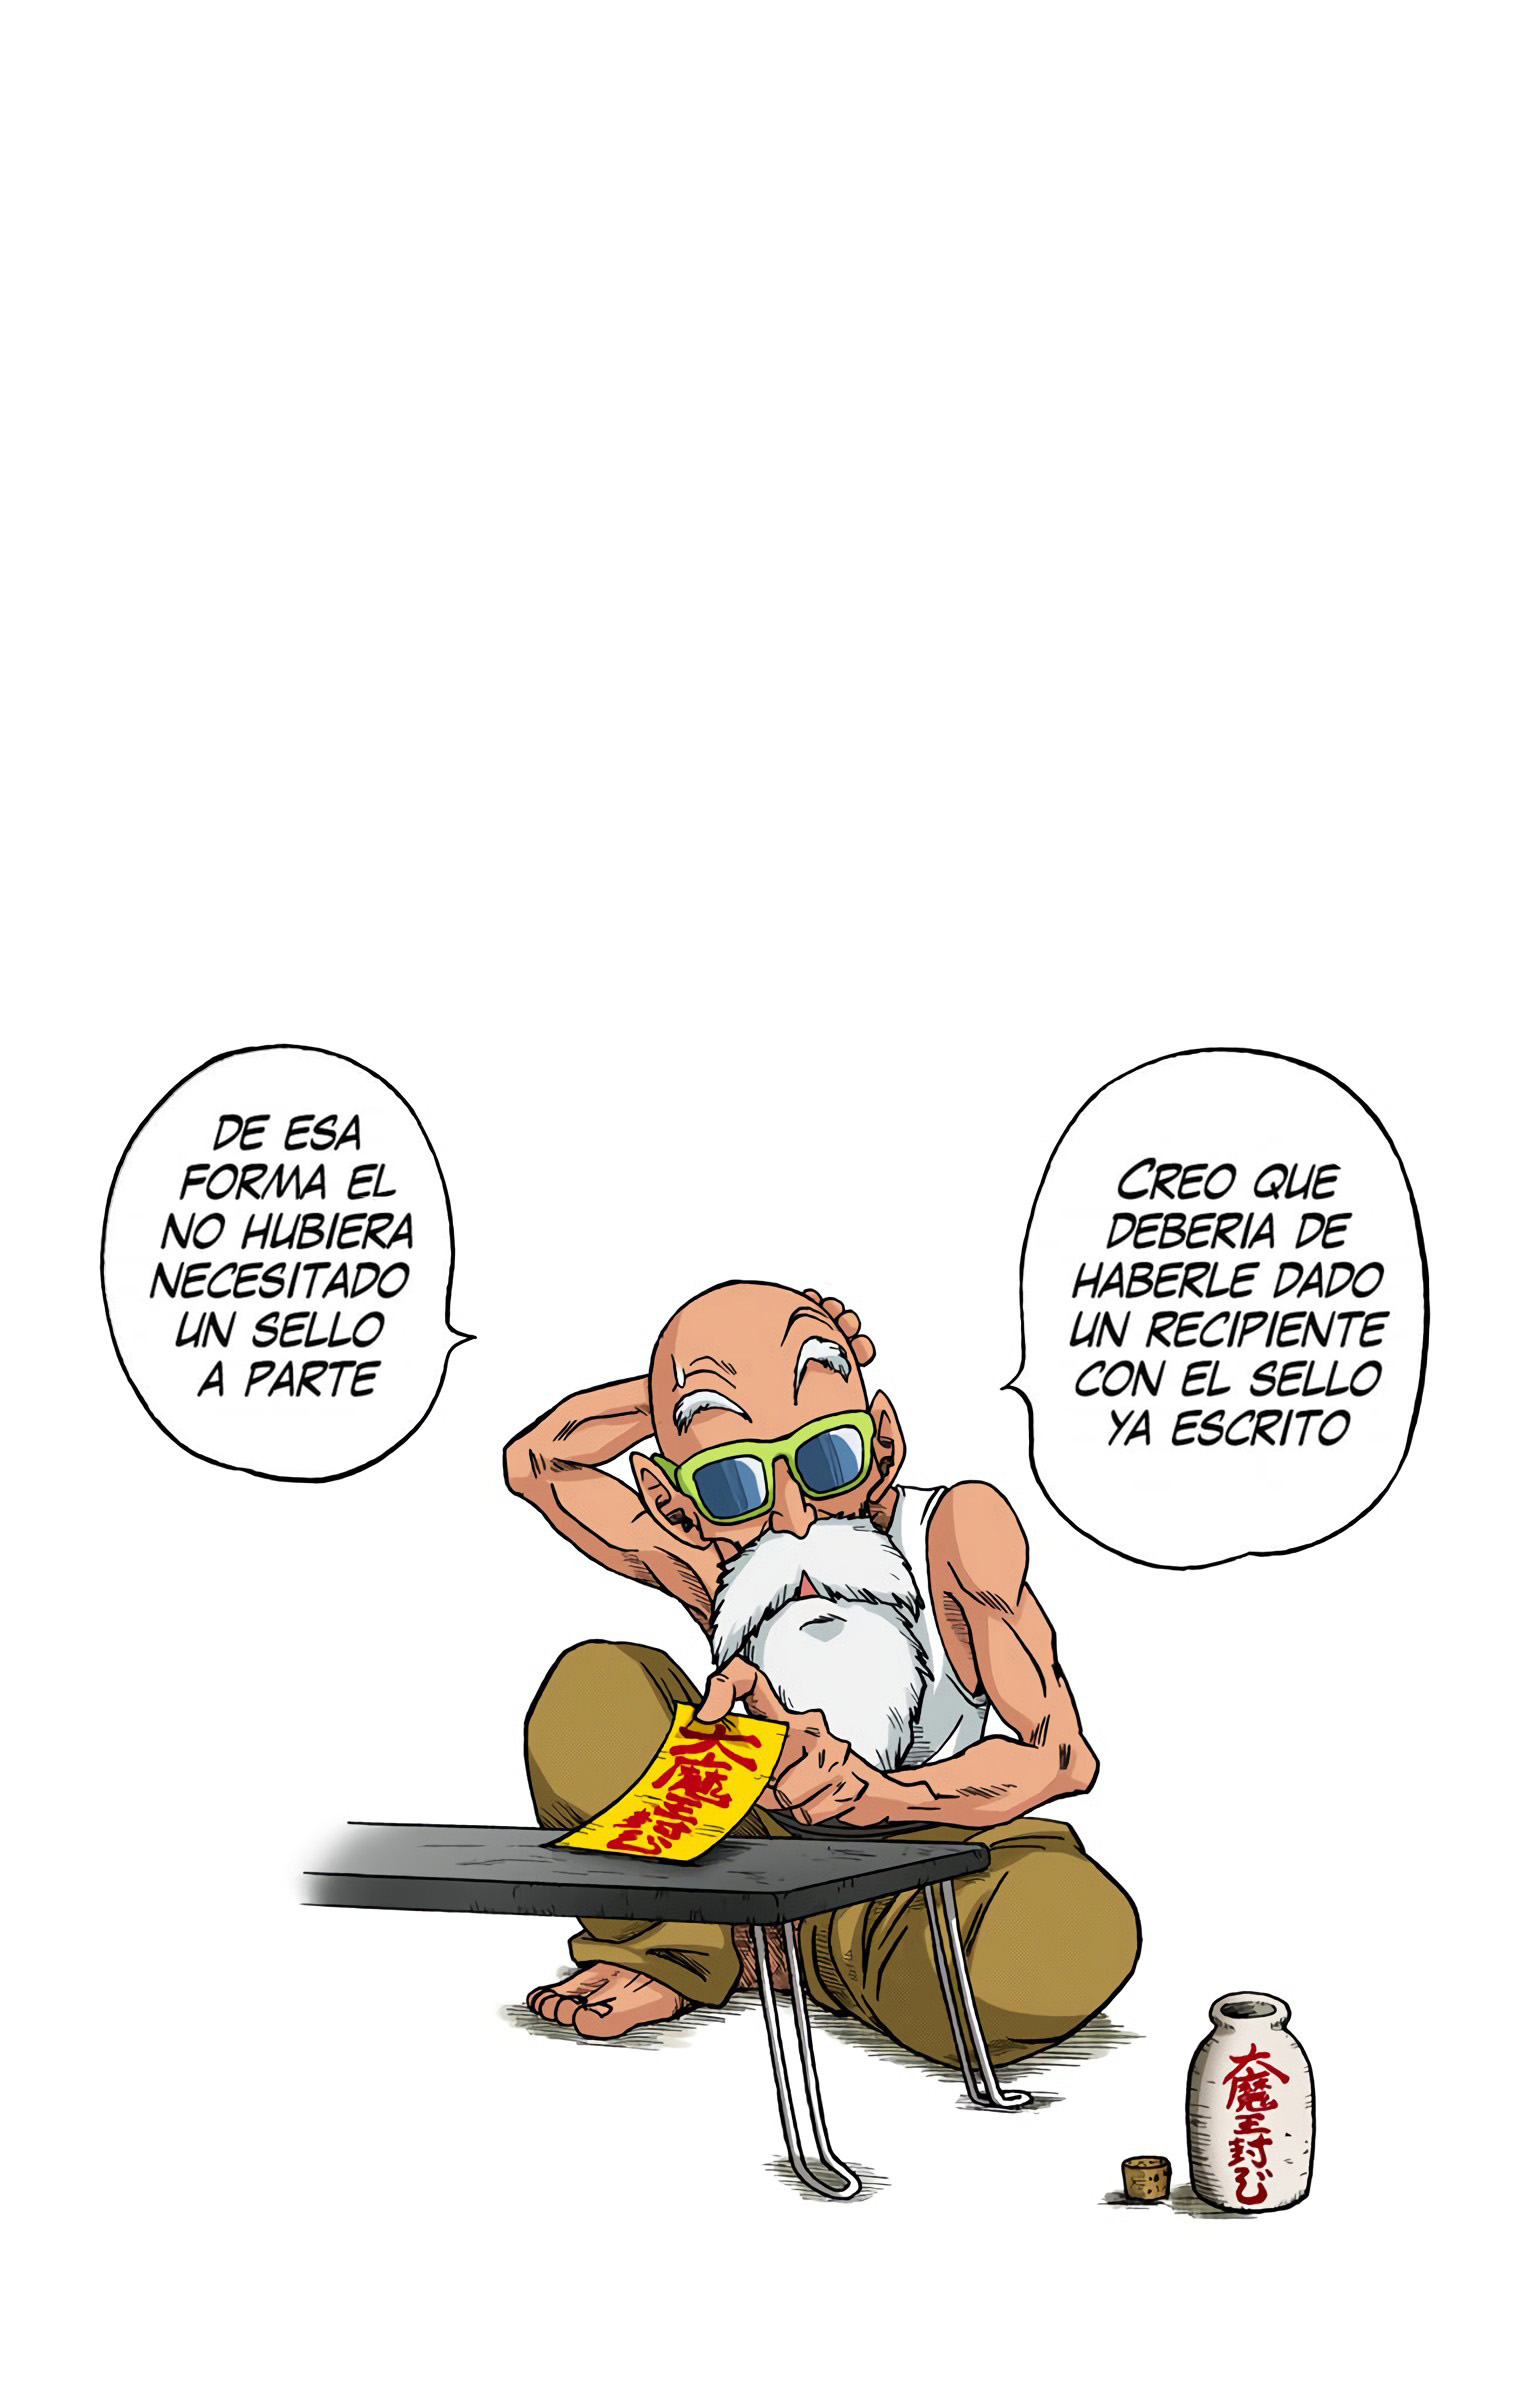 CREO QUE
DEBERIA DE
HABERLE DADO
UN RECIPIENTE
CON EL SELLO
YA ESCRITO
DE ESA
FORMA EL
NO HUBIERA
NECESITADO
UN SELLO
A PARTE
大魔王封じ
大魔王封じ